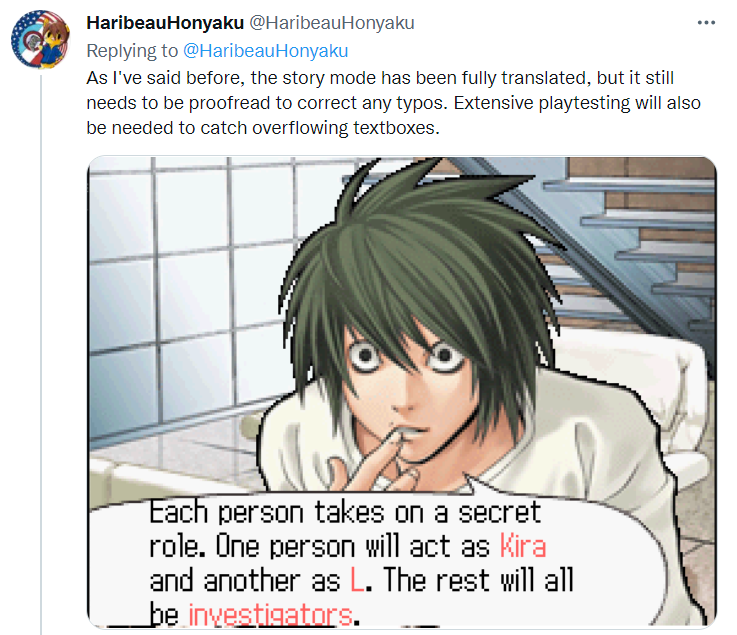 HaribeauHonyaku @HaribeauHonyaku
Replying to @HaribeauHonyaku
As I've said before, the story mode has been fully translated, but it still
needs to be proofread to correct any typos. Extensive playtesting will also
be needed to catch overflowing textboxes.
Each person takes on a secret
role. One person will act as Kira
and another as L. The rest will all
be investigators.